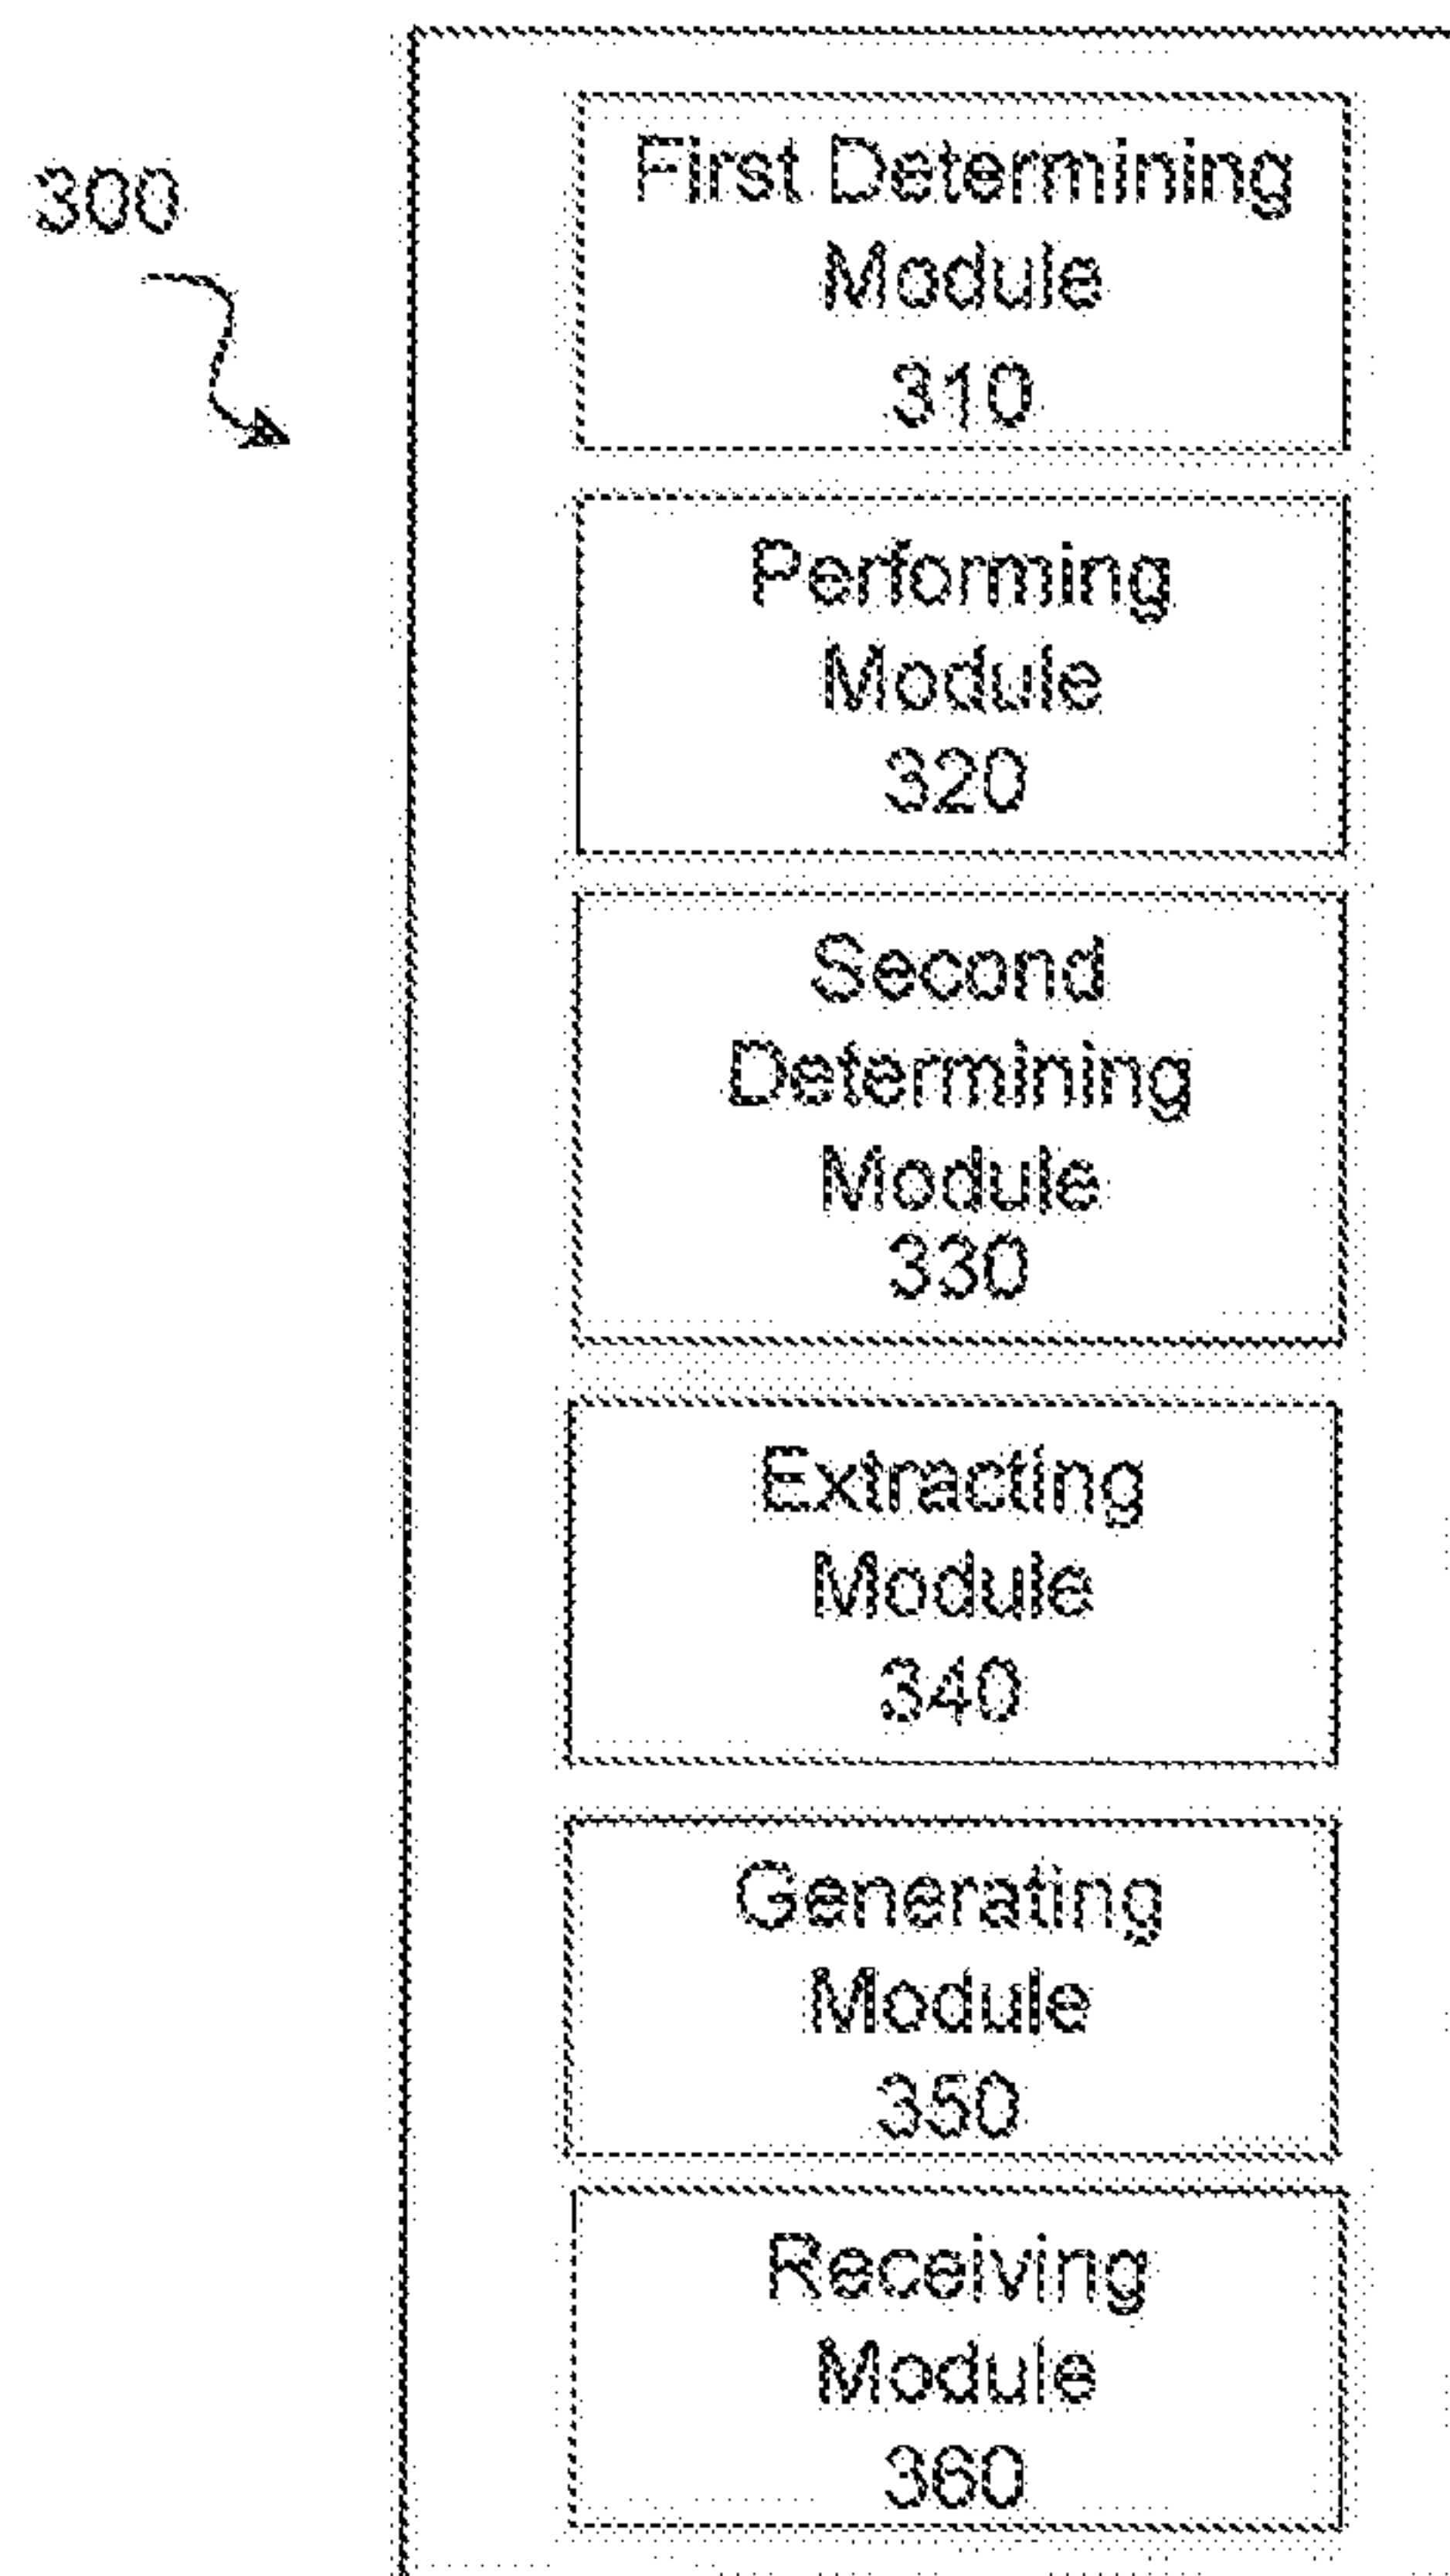 300
First Determining
Module
310
Performing
Module
320
Second
Determining
Module
330
Extracting
Module
340
Generating
Module
350
Receiving
Module
360